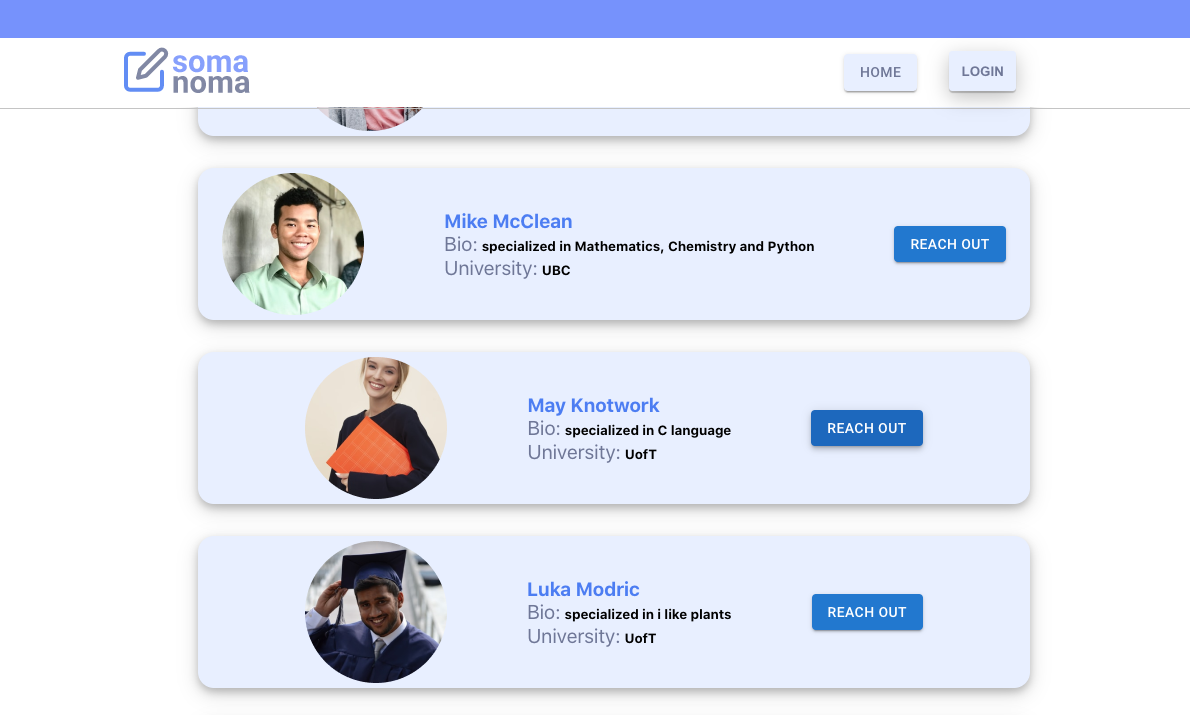 soma
noma
HOME
LOGIN
Mike McClean
Bio: specialized in Mathematics, Chemistry and Python
University: UBC
REACH OUT
May Knotwork
Bio: specialized in C language
University: UofT
REACH OUT
Luka Modric
Bio: specialized in i like plants
University: UofT
REACH OUT